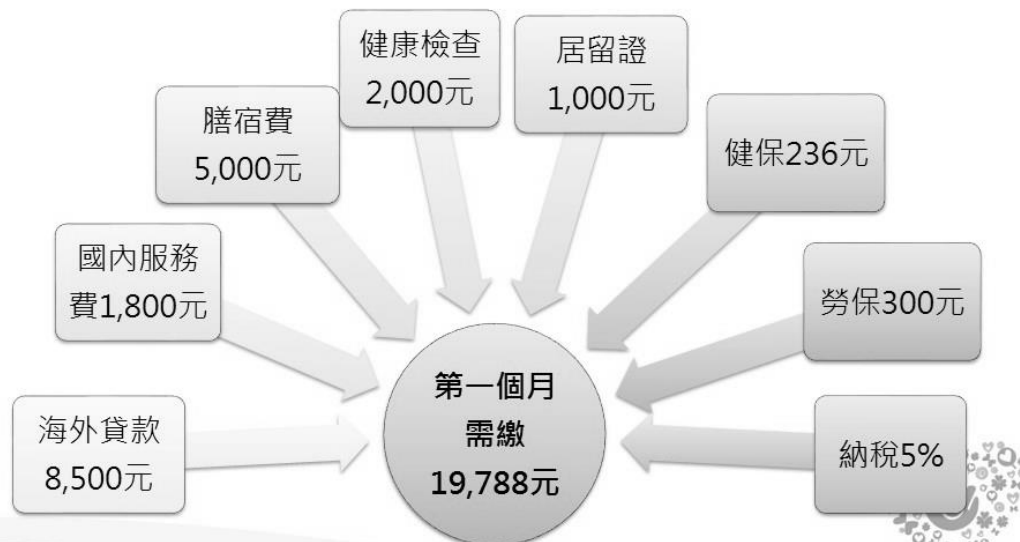 健康檢查
2,000元
居留證
1,000元
膳宿費
5,000元
健保236元
國內服務
費1,800元
勞保300元
海外貸款
8,500元
第一個月
需繳
19,788元
納稅5%